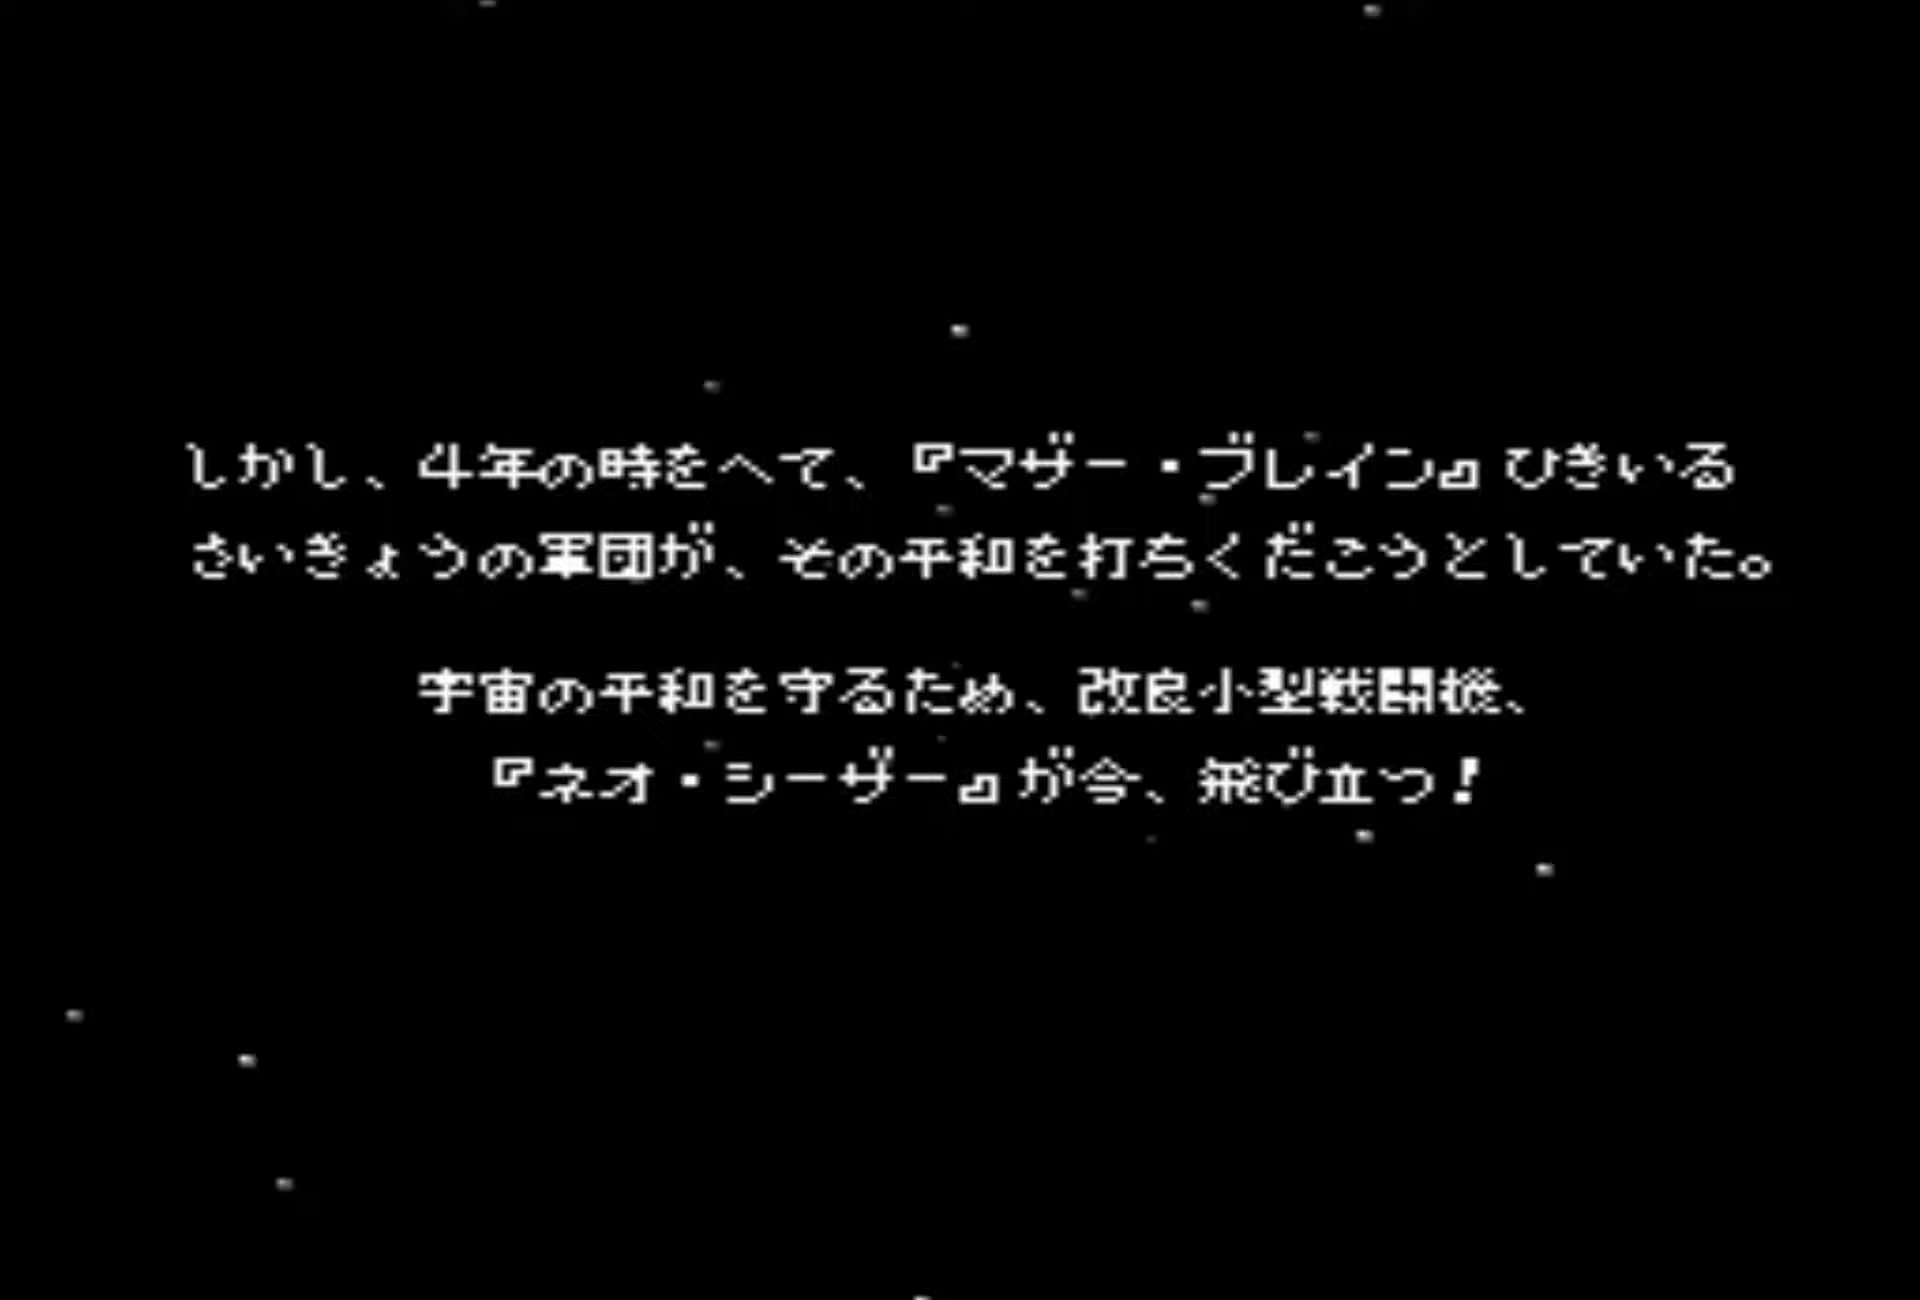 しかし、4年の時をへて、『マザー・ブレイン』ひきいる
さいきょうの軍団が、その平和を打ちくだこうとしていた。
宇宙の平和を守るため、改良小型戦闘機、
『ネオ・シーザー』が今、飛び立つ！